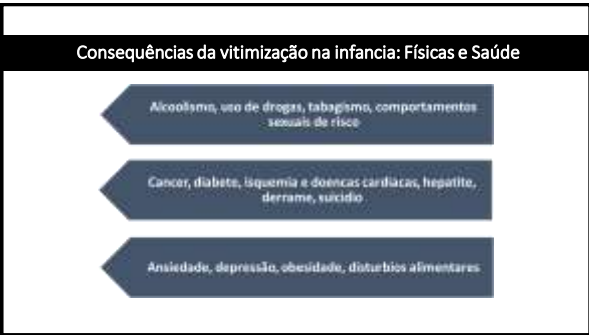 Consequências da vitimização na infancia: Físicas e Saúde
Alcoolismo, uso de drogas, tabagismo, comportamentos
sexuais de risco
Cancer, diabete, isquemia e doencas cardiacas, hepatite,
derrame, suicidio
Ansiedade, depressão, obesidade, disturbios alimentares